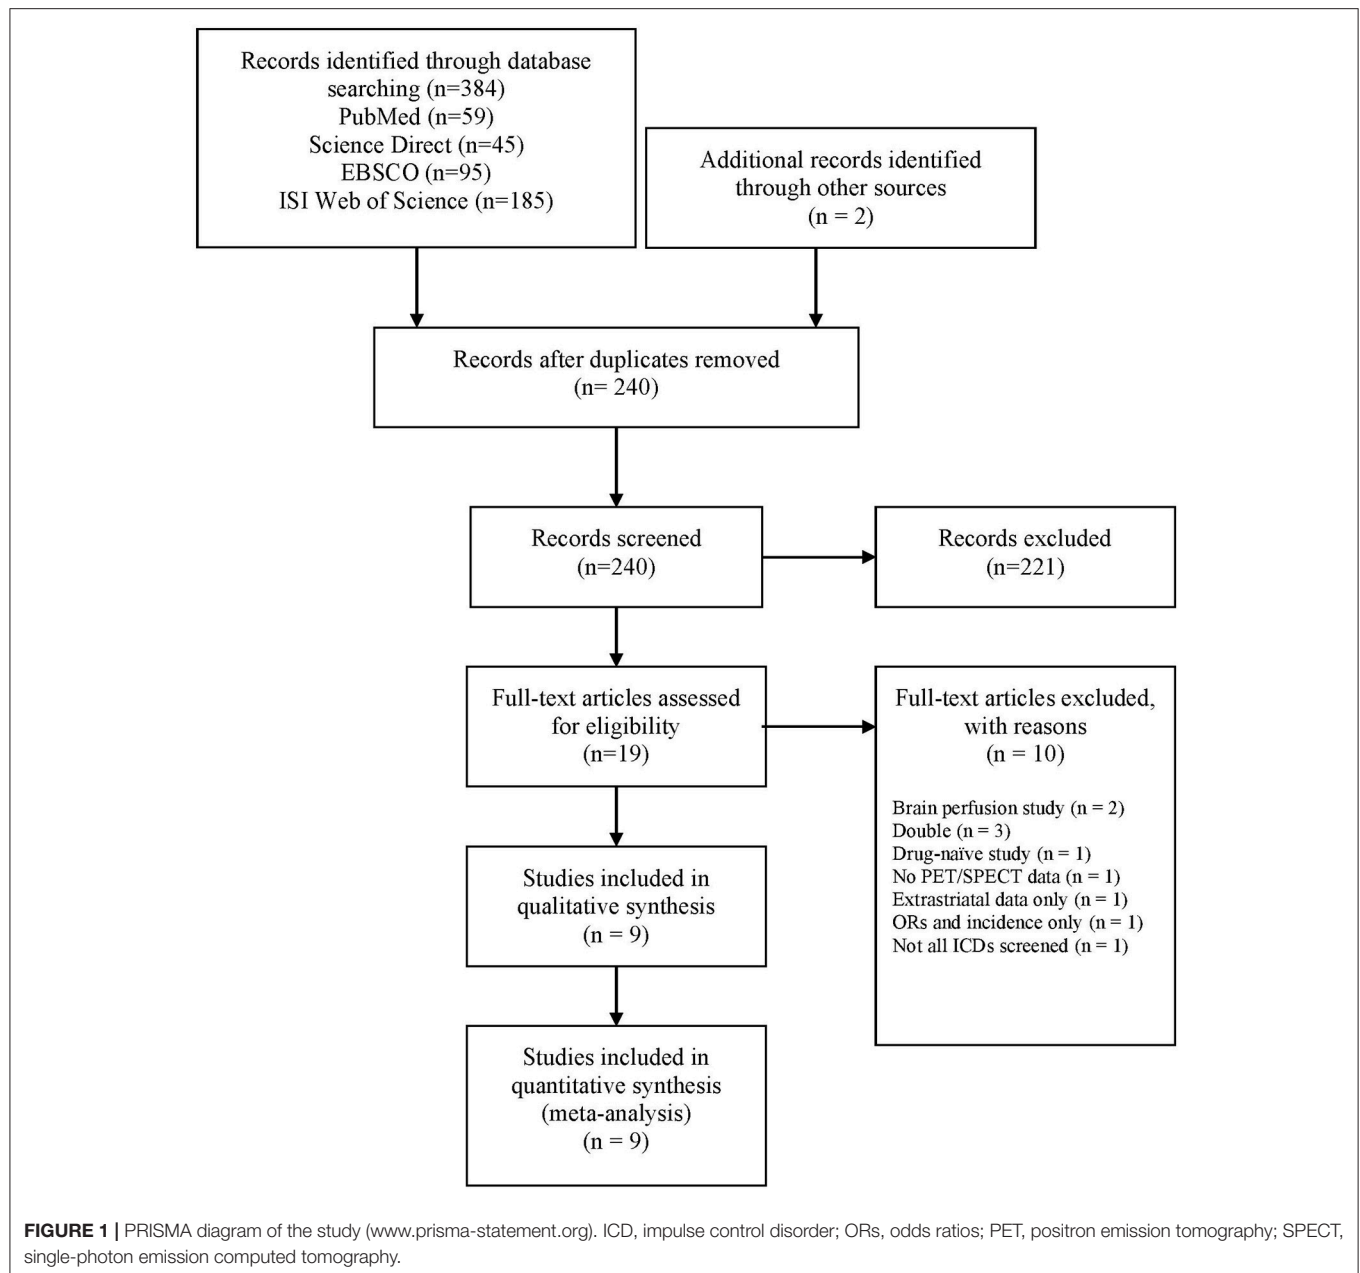 Records identified through database
searching (n=384)
PubMed (n=59)
Science Direct (n=45)
EBSCO (n=95)
ISI Web of Science (n=185)
Additional records identified
through other sources
(n = 2)
Records after duplicates removed
(n= 240)
Records screened
(n=240)
Records excluded
(n=221)
Full-text articles assessed
for eligibility
(n=19)
Full-text articles excluded,
with reasons
(n = 10)
Brain perfusion study (n = 2)
Double (n = 3)
Drug-naïve study (n = 1)
No PET/SPECT data (n = 1)
Extrastriatal data only (n = 1)
ORs and incidence only (n = 1)
Not all ICDs screened (n = 1)
Studies included in
qualitative synthesis
(n = 9)
Studies included in
quantitative synthesis
(meta-analysis)
(n = 9)
FIGURE 1 | PRISMA diagram of the study (www.prisma-statement.org). ICD, impulse control disorder; ORs, odds ratios; PET, positron emission tomography; SPECT,
single-photon emission computed tomography.